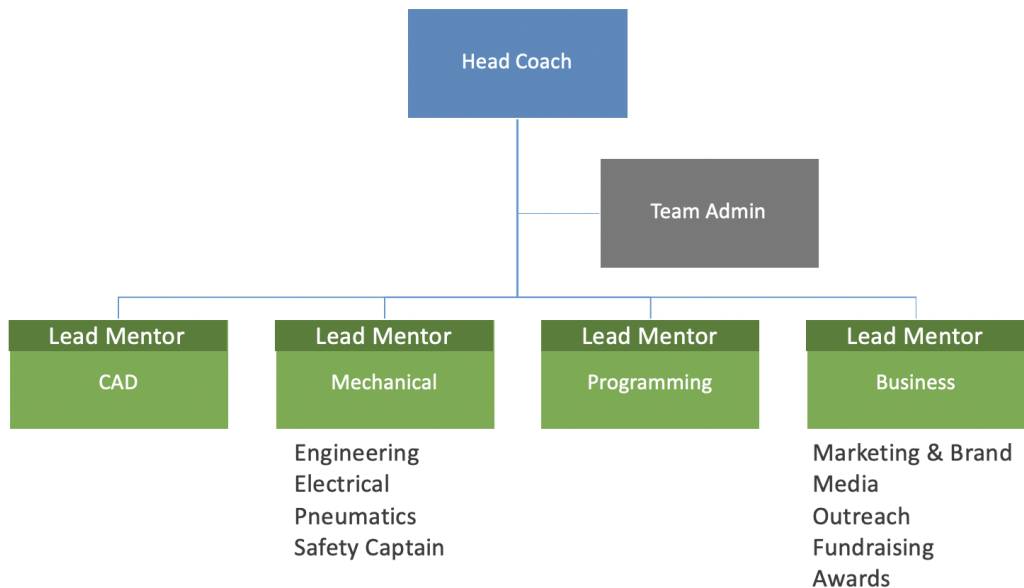 Head Coach
Team Admin
Lead Mentor
CAD
Lead Mentor
Mechanical
Engineering
Electrical
Pneumatics
Safety Captain
Lead Mentor
Programming
Lead Mentor
Business
Marketing & Brand
Media
Outreach
Fundraising
Awards